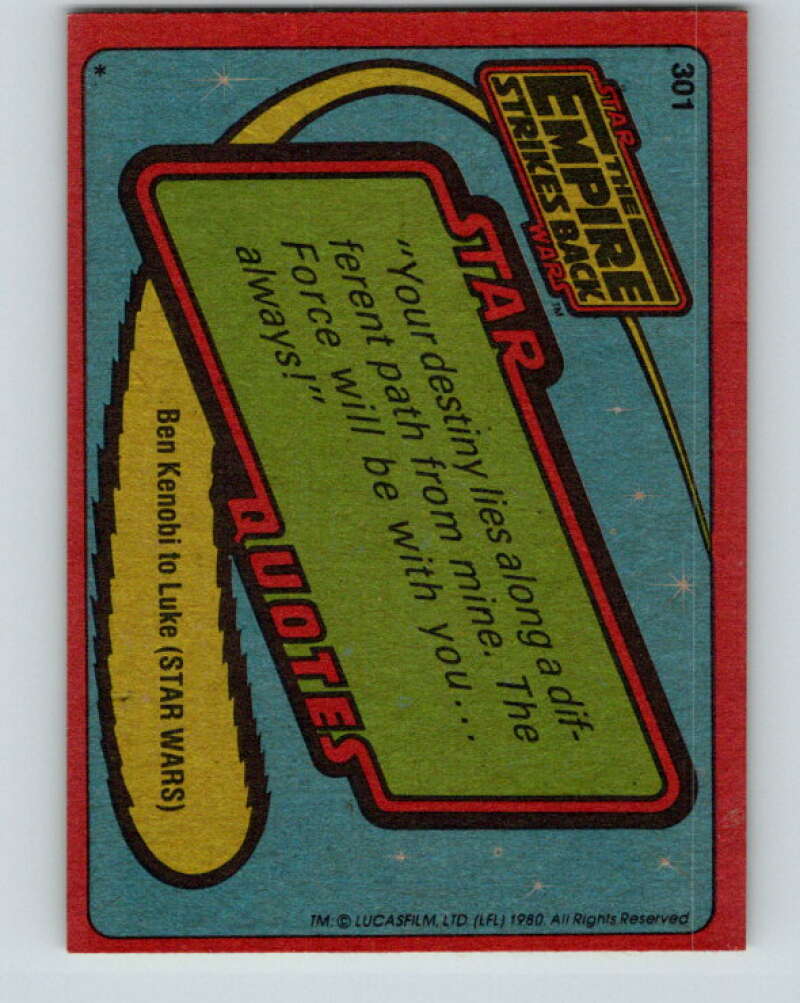 301
STAR
THE
EMPIRE
STRIKES BACK
WARS™
STAR
"Your destiny lies along a dif-
ferent path from mine. The
Force will be with you...
always!"
QUOTES
Ben Kenobi to Luke (STAR WARS)
*
TM: © LUCASFILM, LTD. (LFL) 1980. All Rights Reserved